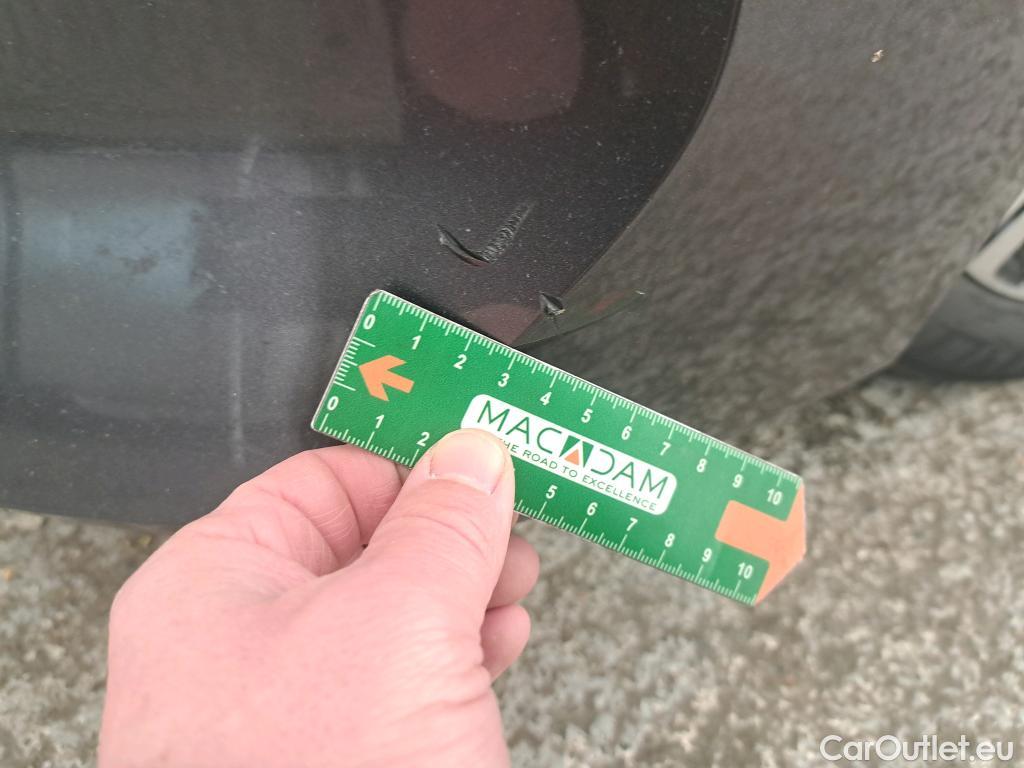 0 1 2 3 4 5 6 7 8 9 10
MACADAM
THE ROAD TO EXCELLENCE
0 1 2 5 6 7 8 9 10
CarOutlet.eu